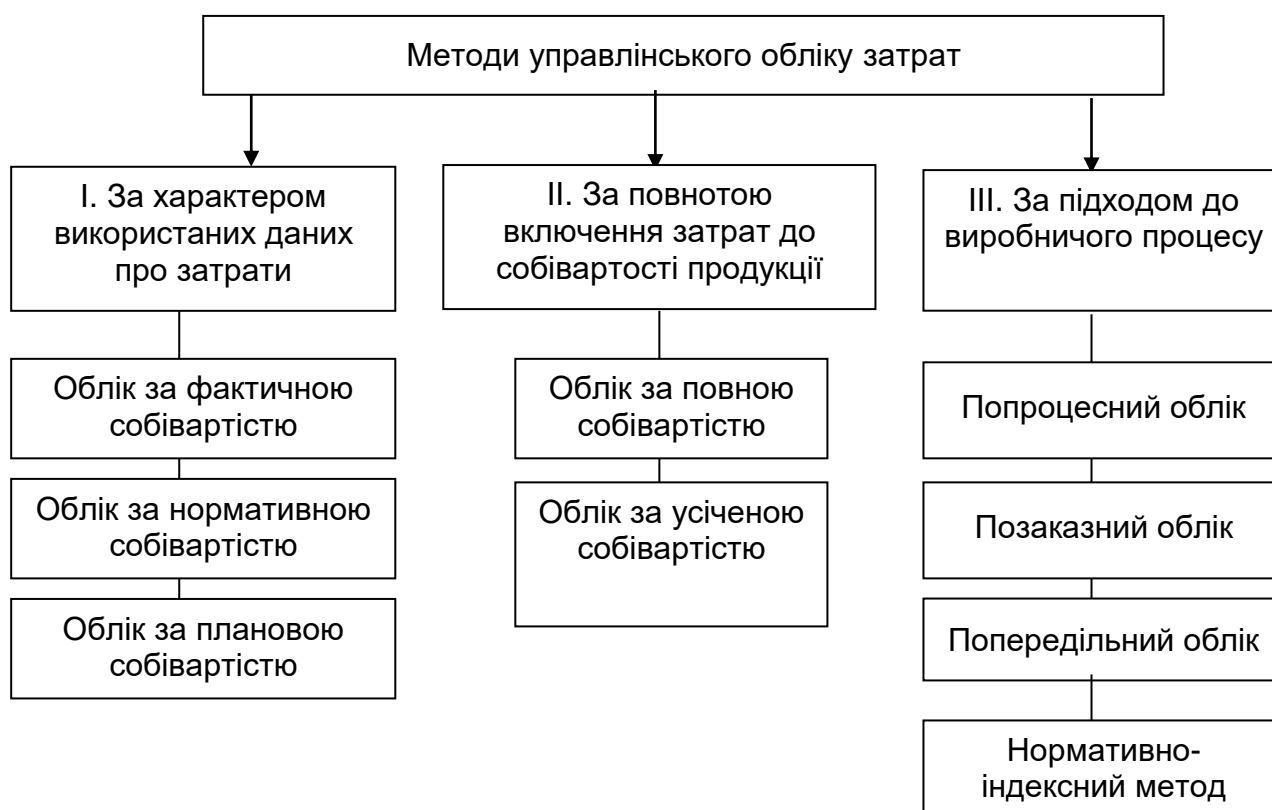 Методи управлінського обліку затрат
І. За характером
використаних даних
про затрати
ІІ. За повнотою
включення затрат до
собівартості продукції
ІІІ. За підходом до
виробничого процесу
Облік за фактичною
собівартістю
Облік за нормативною
собівартістю
Облік за плановою
собівартістю
Облік за повною
собівартістю
Облік за усіченою
собівартістю
Попроцесний облік
Позаказний облік
Попередільний облік
Нормативно-
індексний метод